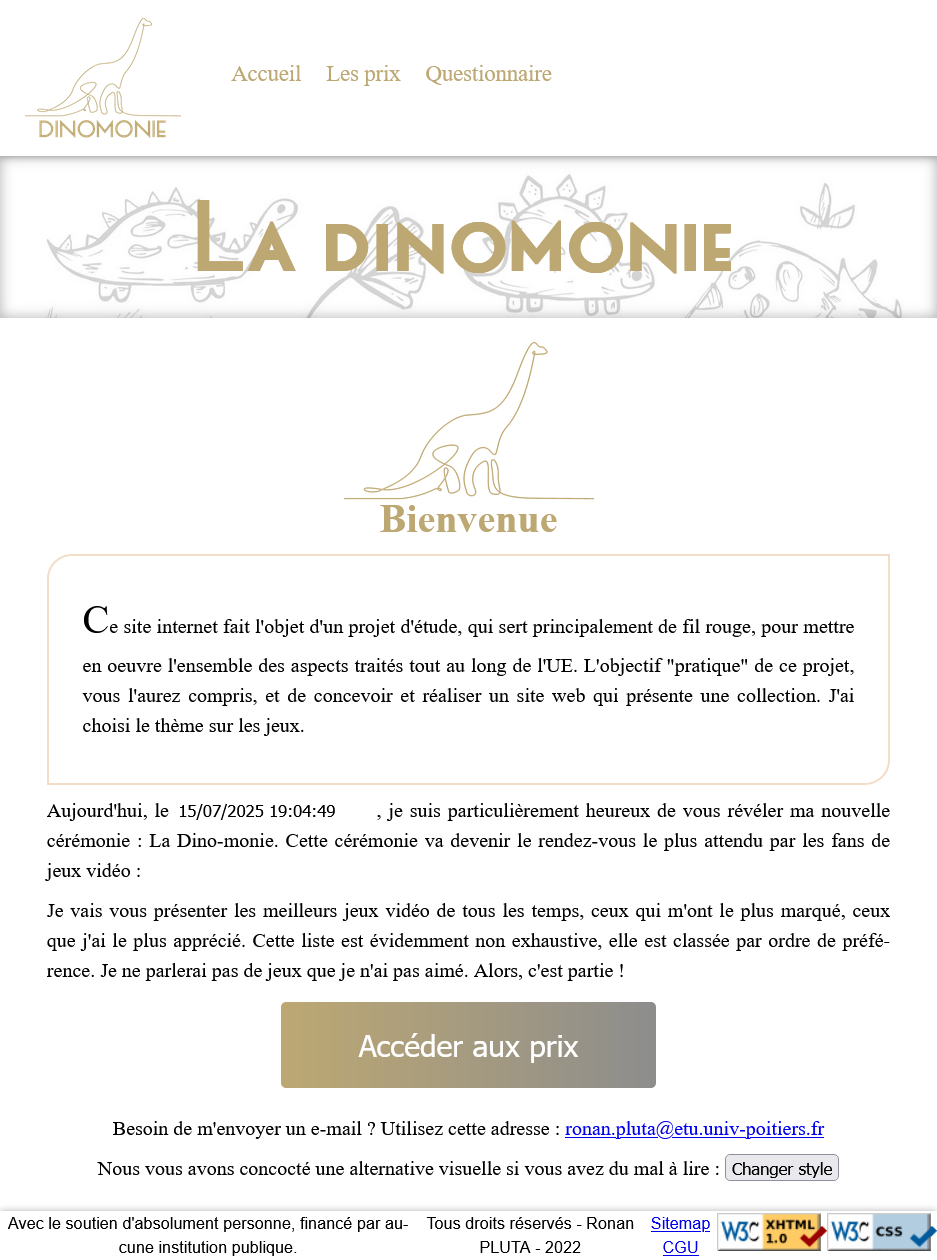 DINOMONIE
Accueil Les prix Questionnaire
La dinomonie
Bienvenue
Ce site internet fait l'objet d'un projet d'étude, qui sert principalement de fil rouge, pour mettre
en oeuvre l'ensemble des aspects traités tout au long de l'UE. L'objectif "pratique" de ce projet,
vous l'aurez compris, et de concevoir et réaliser un site web qui présente une collection. J'ai
choisi le thème sur les jeux.
Aujourd'hui, le 15/07/2025 19:04:49 , je suis particulièrement heureux de vous révéler ma nouvelle
cérémonie : La Dino-monie. Cette cérémonie va devenir le rendez-vous le plus attendu par les fans de
jeux vidéo :
Je vais vous présenter les meilleurs jeux vidéo de tous les temps, ceux qui m'ont le plus marqué, ceux
que j'ai le plus apprécié. Cette liste est évidemment non exhaustive, elle est classée par ordre de préfé-
rence. Je ne parlerai pas de jeux que je n'ai pas aimé. Alors, c'est partie !
Accéder aux prix
Besoin de m'envoyer un e-mail ? Utilisez cette adresse : ronan.pluta@etu.univ-poitiers.fr
Nous vous avons concocté une alternative visuelle si vous avez du mal à lire : Changer style
Avec le soutien d'absolument personne, financé par au-
cune institution publique.
Tous droits réservés - Ronan
PLUTA - 2022
Sitemap
CGU
W3C XHTML 1.0
W3C CSS